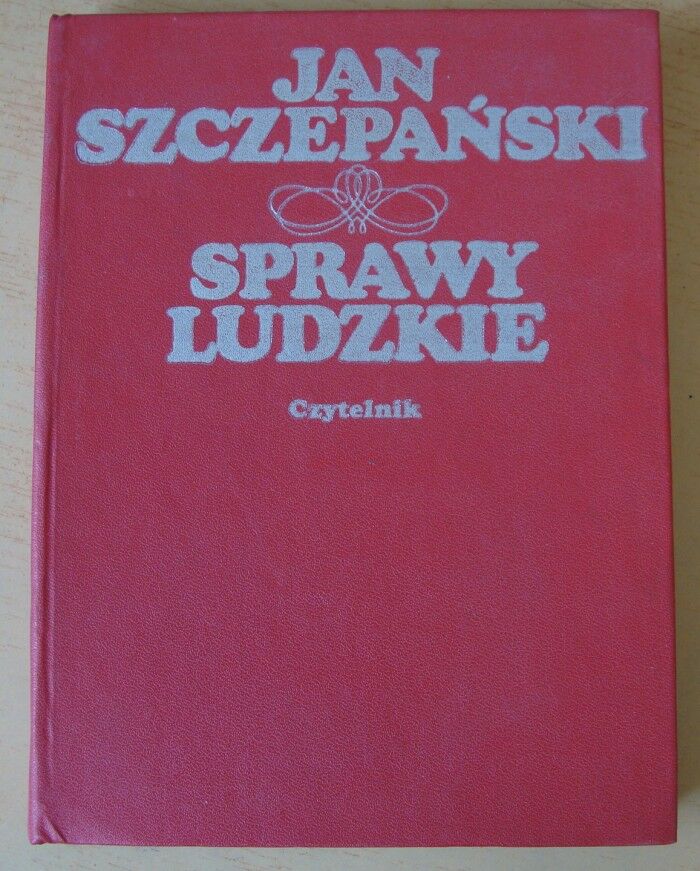 JAN
SZCZEPAŃSKI
SPRAWY
LUDZKIE
Czytelnik